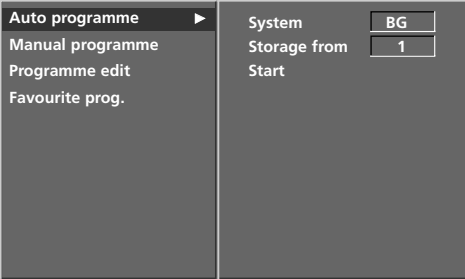 Auto programme ▶
Manual programme
Programme edit
Favourite prog.
System BG
Storage from 1
Start